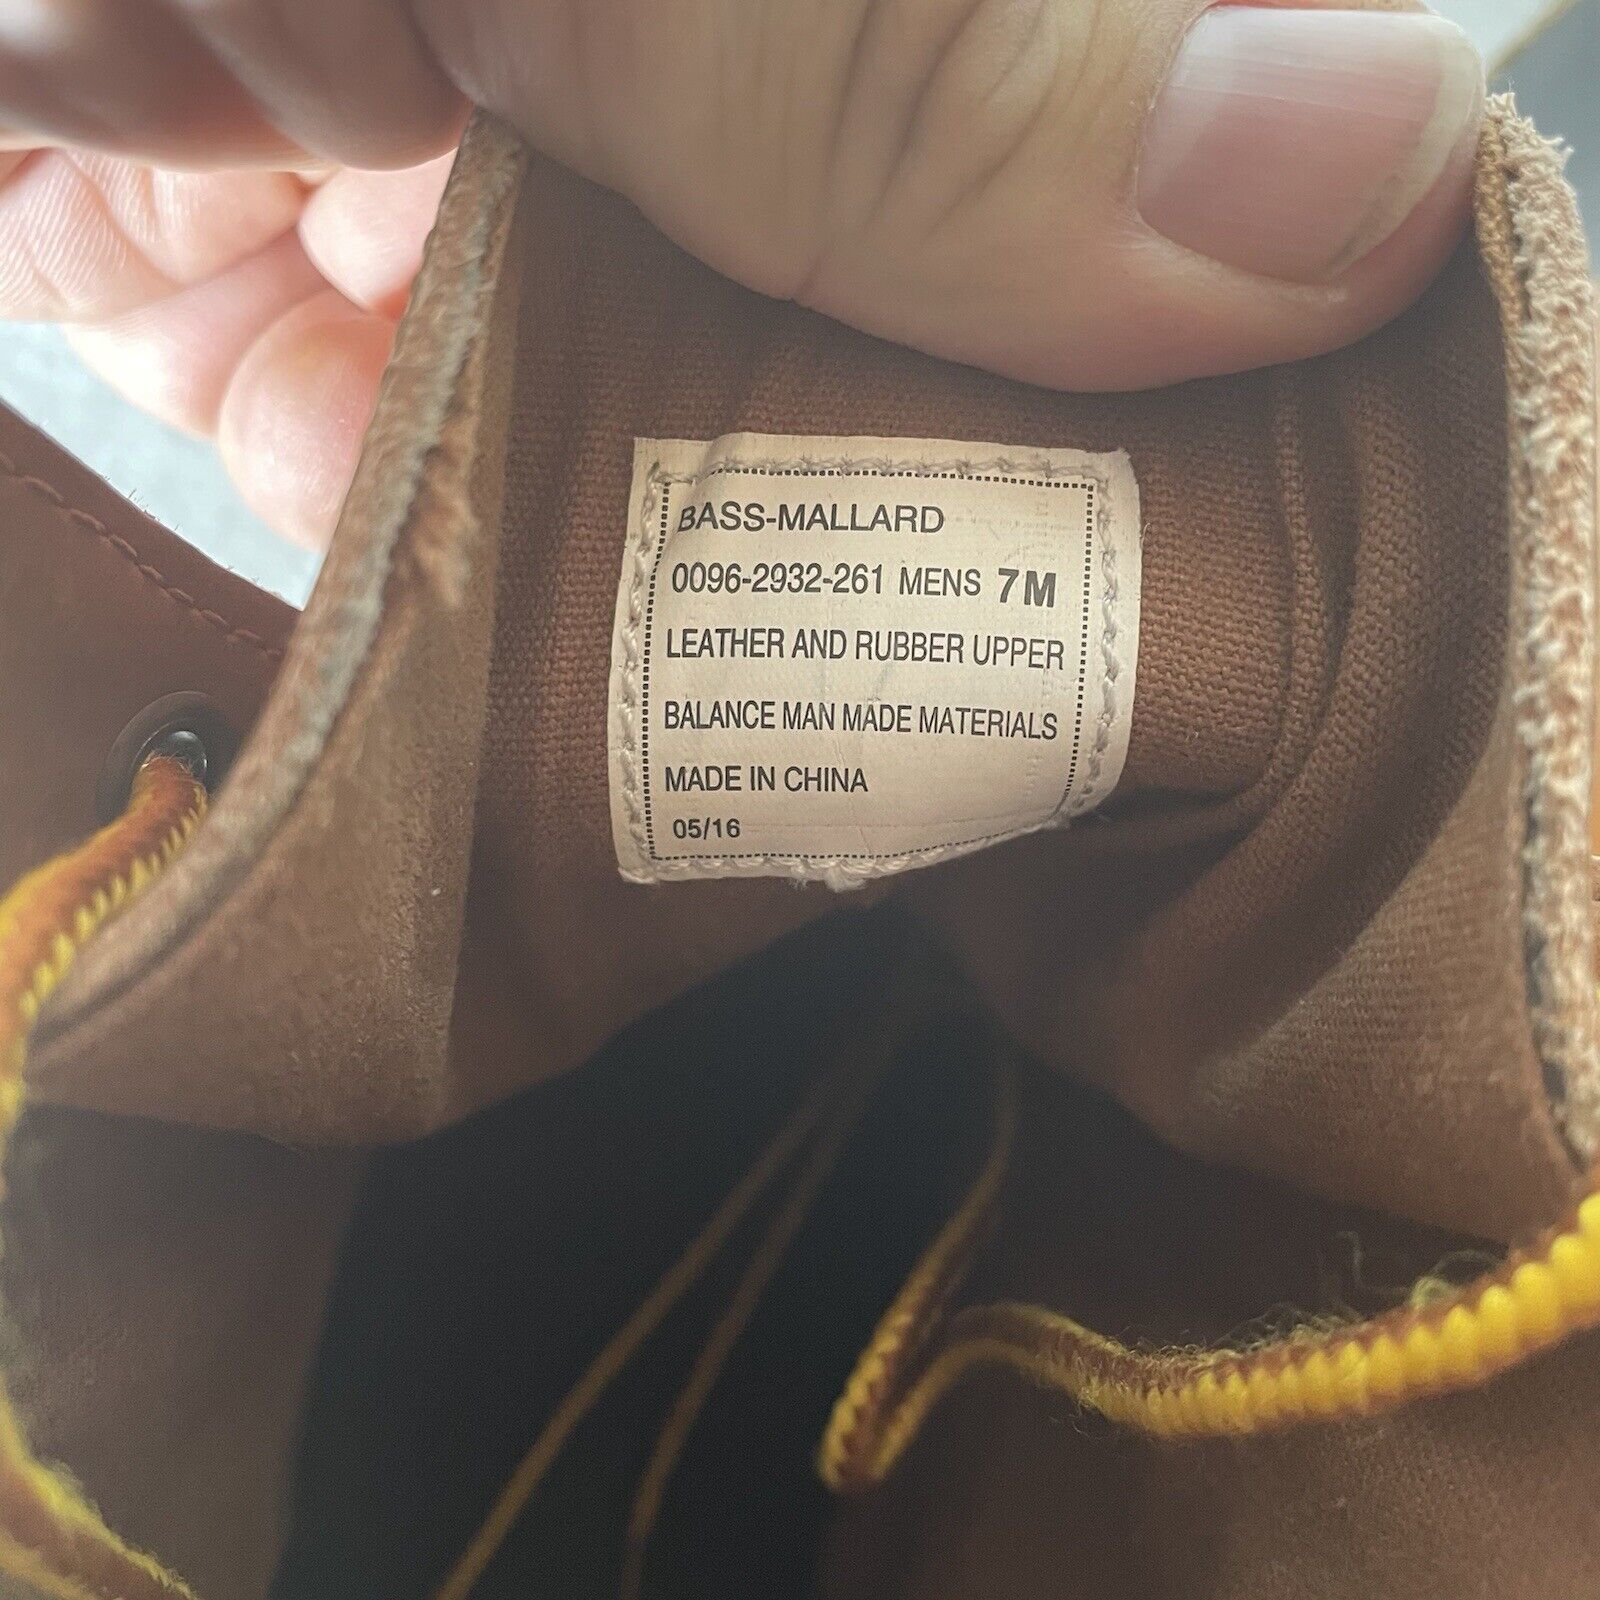 BASS-MALLARD
0096-2932-261 MENS 7M
LEATHER AND RUBBER UPPER
BALANCE MAN MADE MATERIALS
MADE IN CHINA
05/16